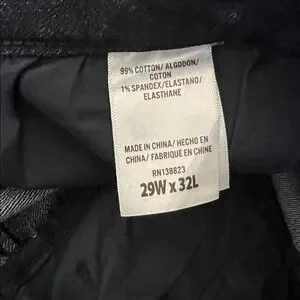 99% COTTON/ ALGODON/
COTON
1% SPANDEX/ELASTANO/
ELASTHANE
MADE IN CHINA/ HECHO EN
CHINA/ FABRIQUÉ EN CHINE
RN138823
29W x 32L